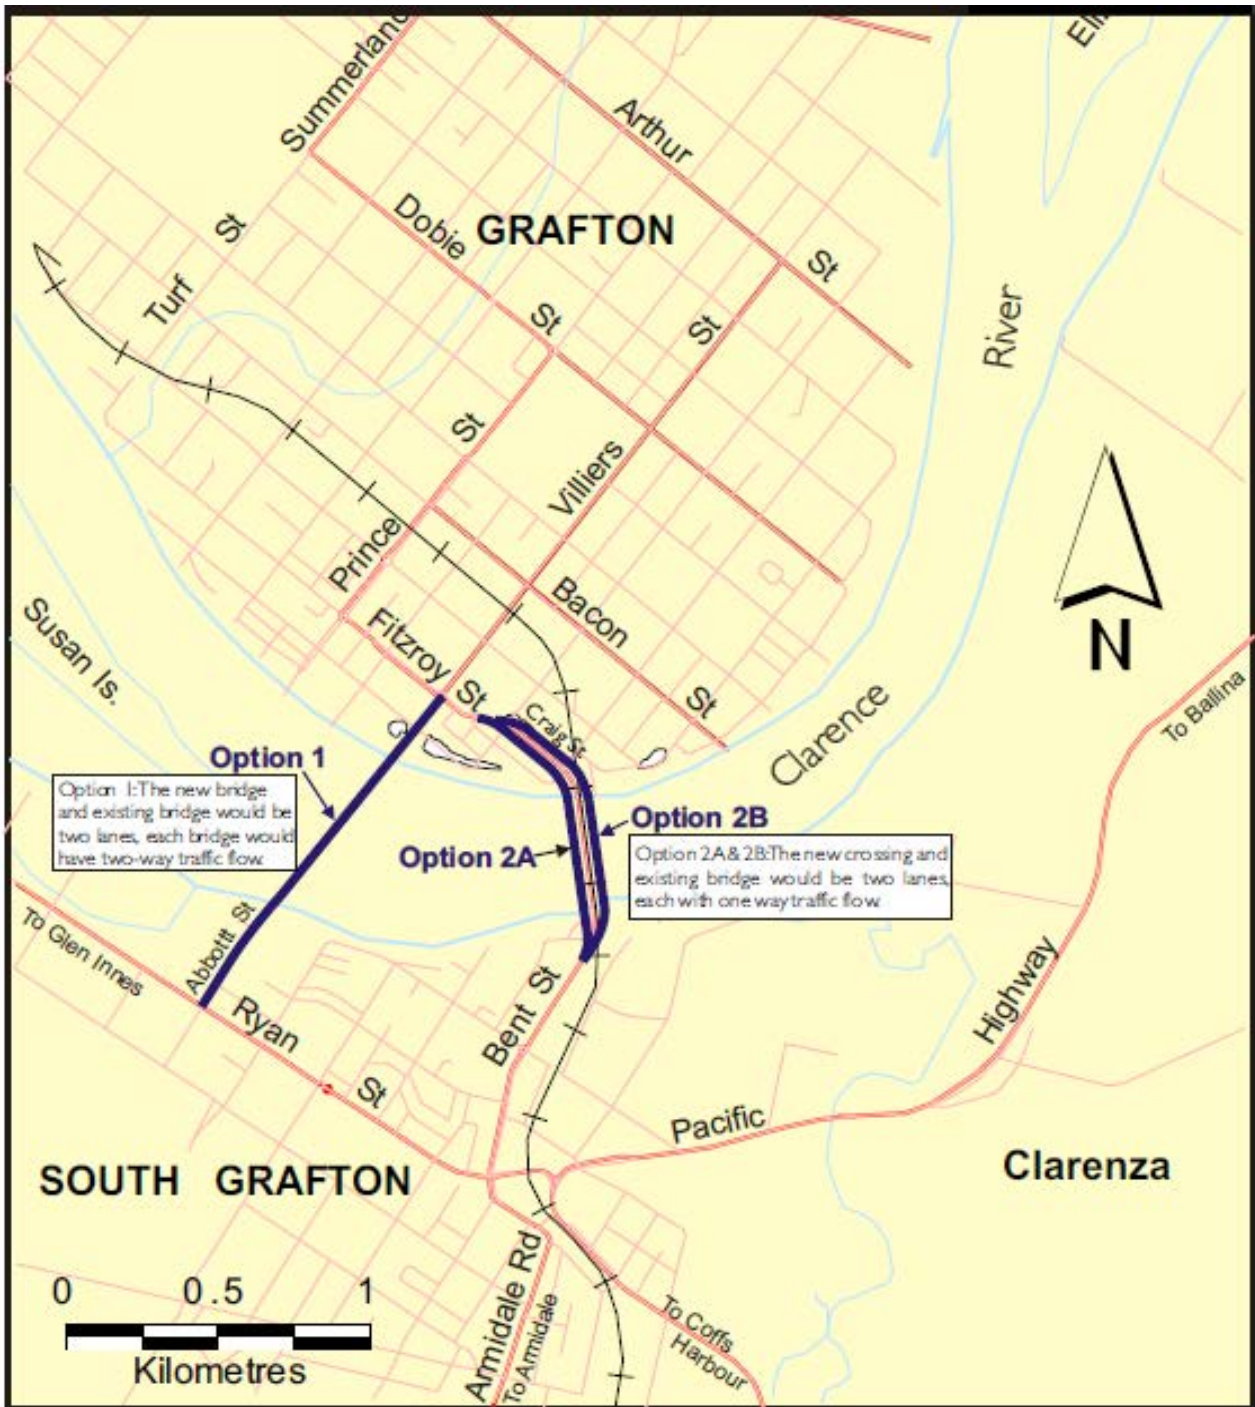 Summerland
Elli
Arthur
St
Dobie
St
GRAFTON
Turf
St
River
St
Villiers
Prince
St
Bacon
St
Fitzroy
St
Craig St
N
Susan Is.
Clarence
To Ballina
Option 1
Option 1:The new bridge
and existing bridge would be
two lanes, each bridge would
have two-way traffic flow.
Option 2A
Option 2B
Option 2A & 2B:The new crossing and
existing bridge would be two lanes,
each with one way traffic flow.
To Glen Innes
Abbott St
Ryan
St
Bent St
Highway
Pacific
SOUTH GRAFTON
Clarenza
Armidale Rd
To Armidale
To Coffs
Harbour
0 0.5 1
Kilometres